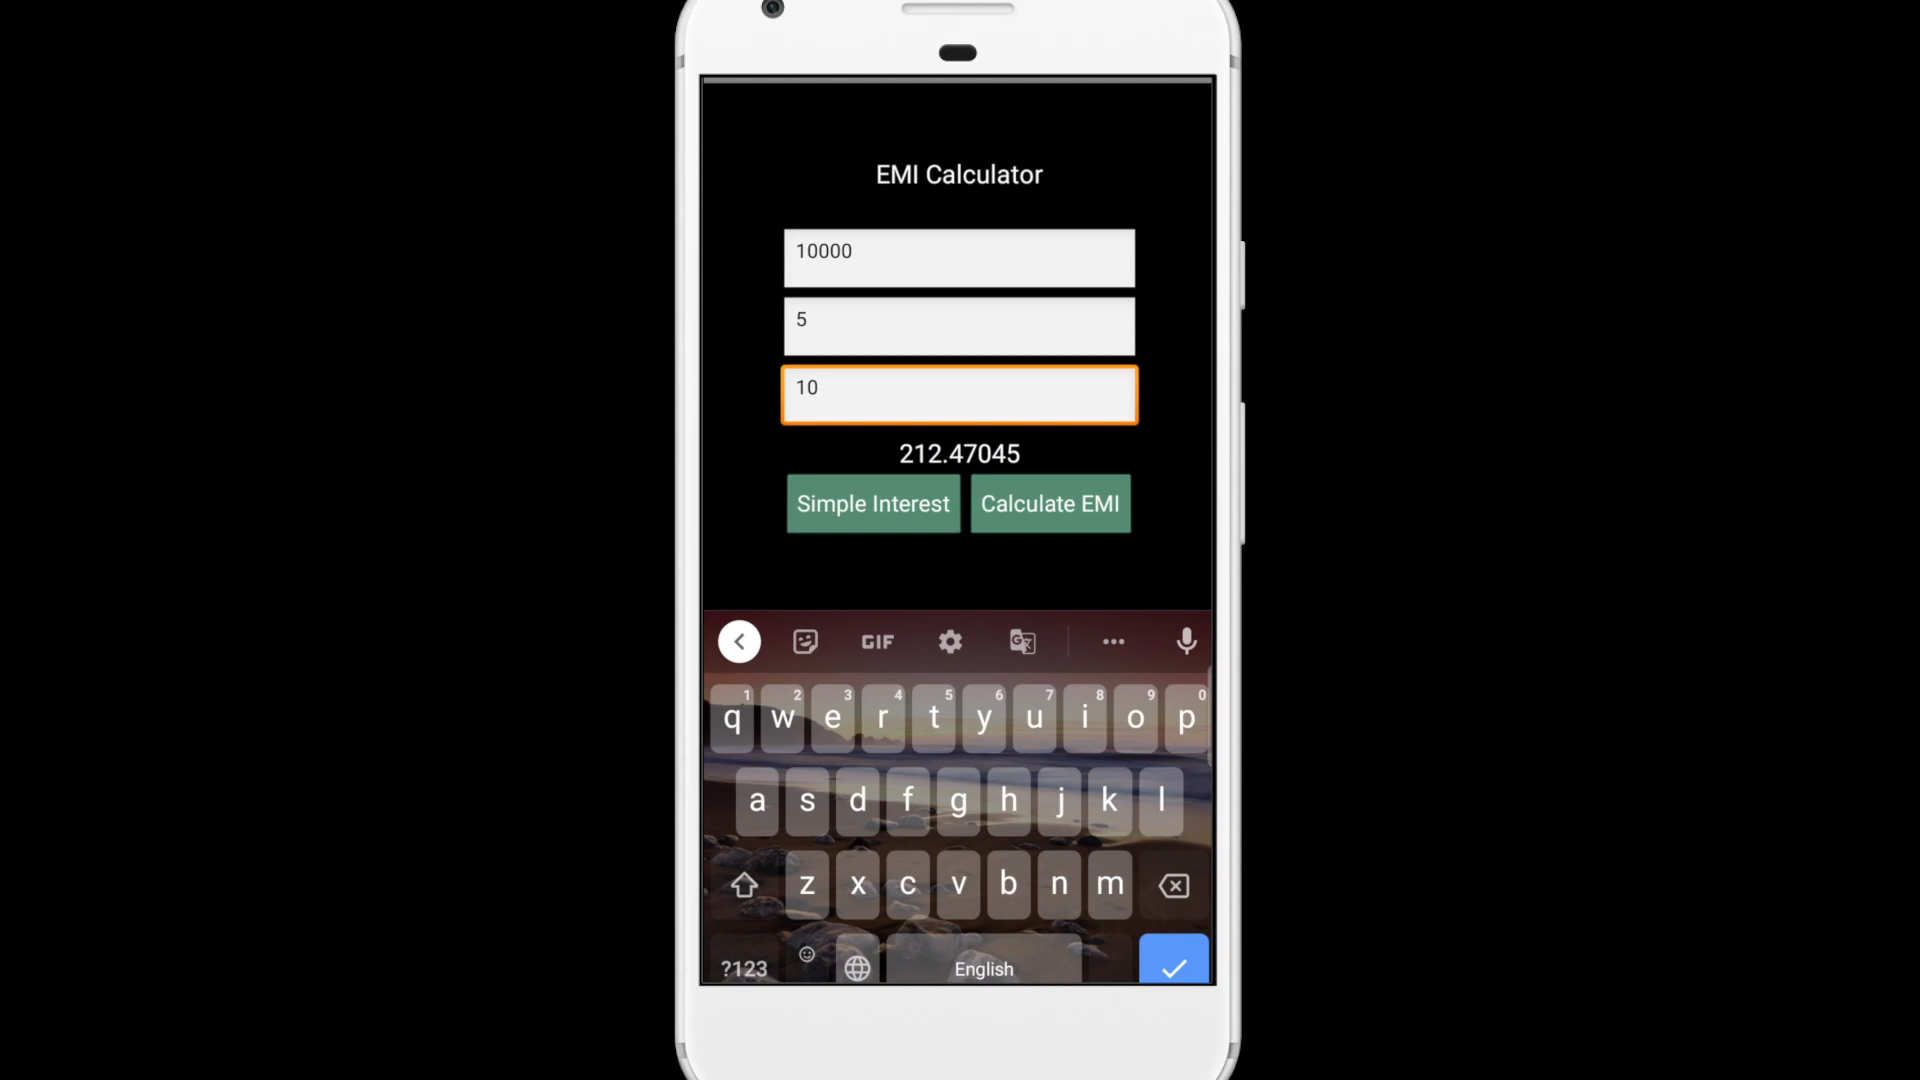 EMI Calculator
10000
5
10
212.47045
Simple Interest Calculate EMI
GIF G
1 2 3 4 5 6 7 8 9 0
q w e r t y u i o p
a s d f g h j k l
z x c v b n m
?123 English